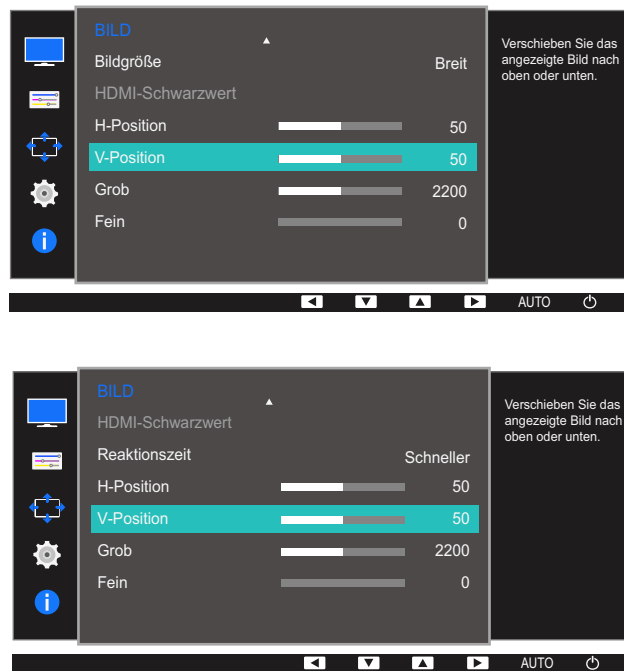 BILD
Bildgröße Breit
HDMI-Schwarzwert
H-Position 50
V-Position 50
Grob 2200
Fein 0
Verschieben Sie das
angezeigte Bild nach
oben oder unten.
AUTO
BILD
HDMI-Schwarzwert
Reaktionszeit Schneller
H-Position 50
V-Position 50
Grob 2200
Fein 0
Verschieben Sie das
angezeigte Bild nach
oben oder unten.
AUTO